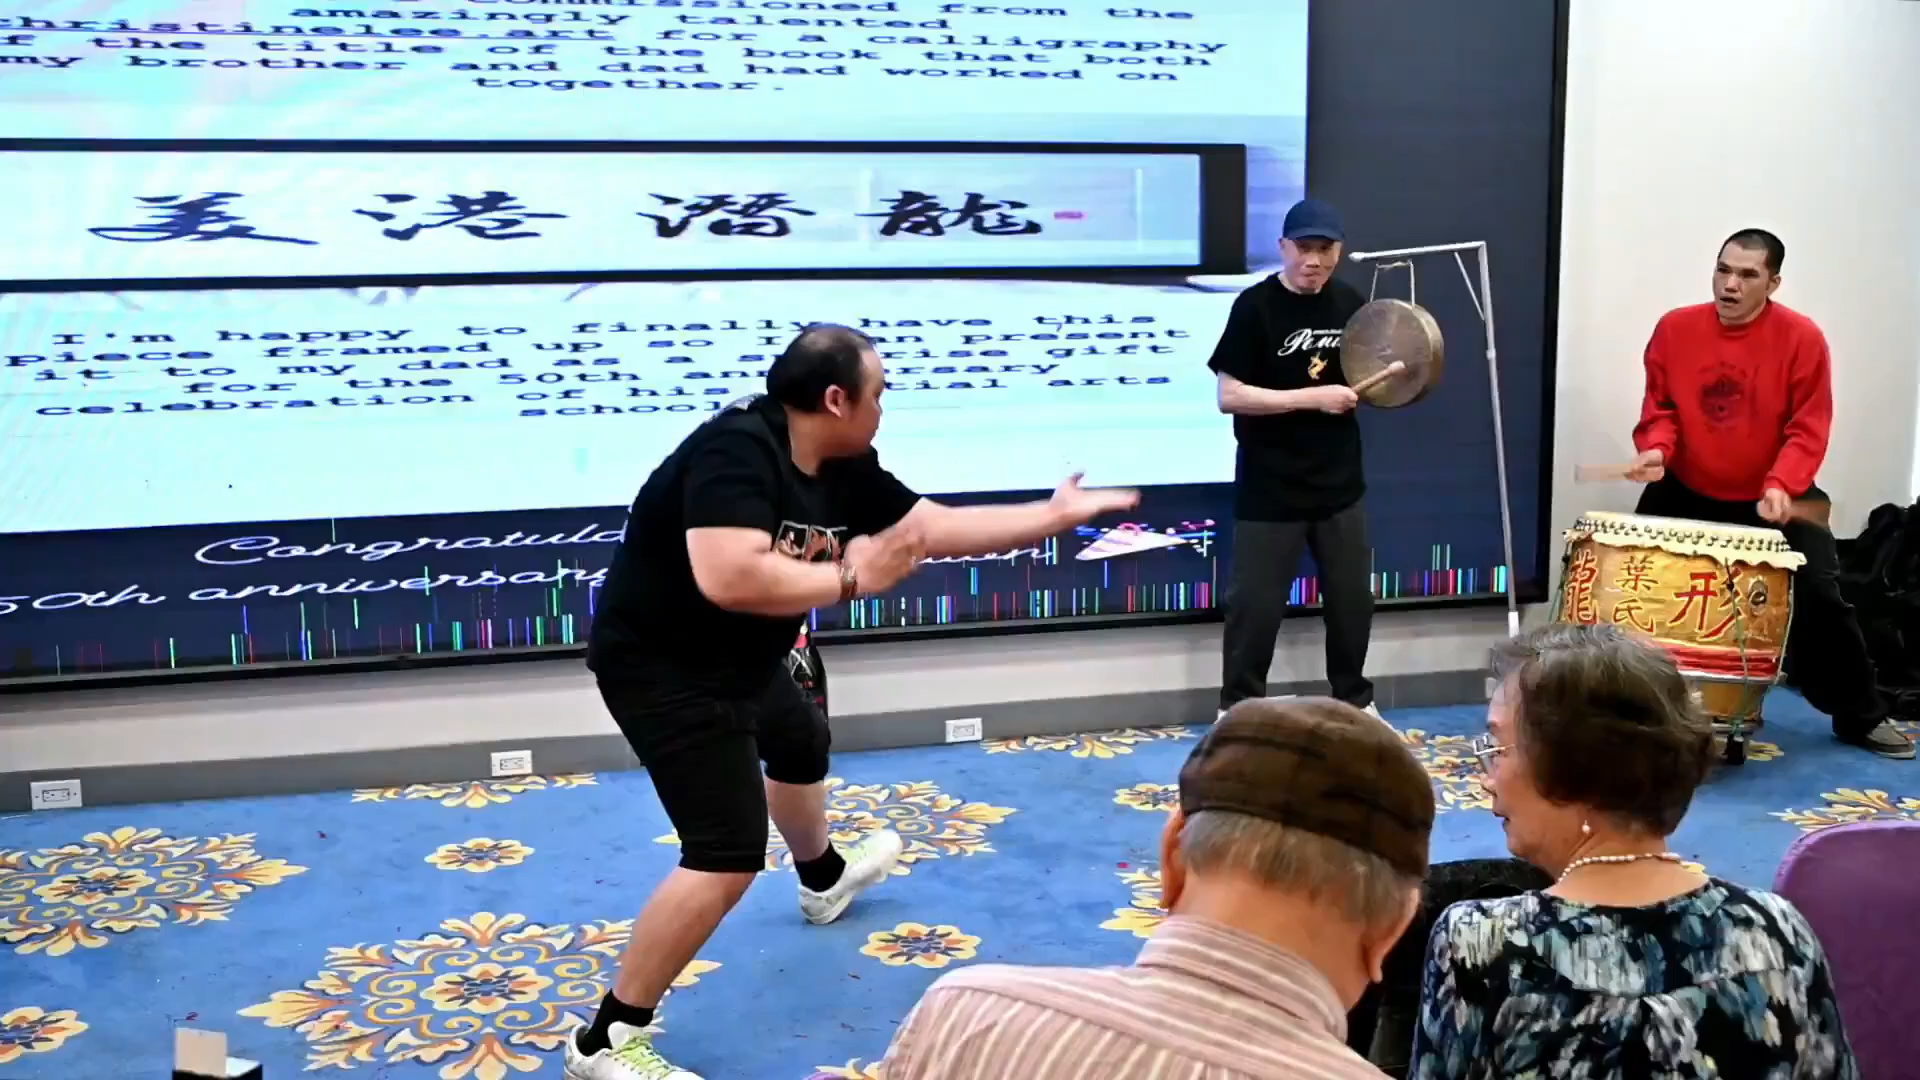 commissioned from the
amazingly talented
christinelee.art for a calligraphy
of the title of the book that both
my brother and dad had worked on
together.
美港潛龍
I'm happy to finally have this
piece framed up so I can present
it to my dad as a surprise gift
for the 50th anniversary
celebration of his martial arts
school
Congratula
50th anniversary
龍 葉氏 形